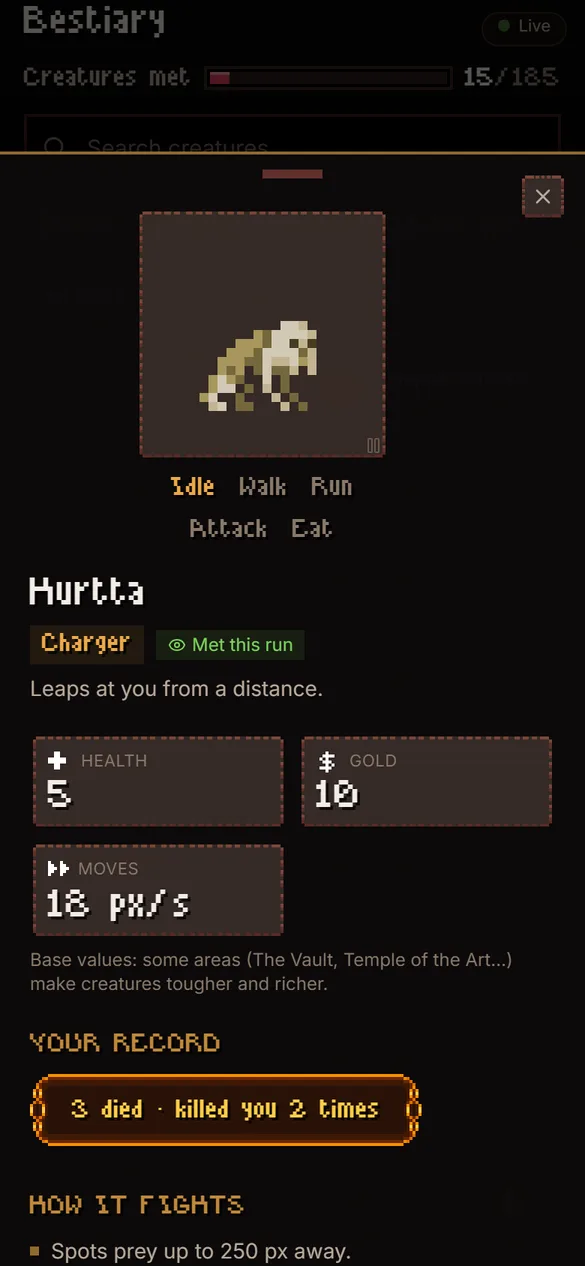 Bestiary
Live
Creatures met
15/185
Search creatures
Idle Walk Run
Attack Eat
Hurtta
Charger
Met this run
Leaps at you from a distance.
HEALTH
5
GOLD
10
MOVES
18 px/s
Base values: some areas (The Vault, Temple of the Art...)
make creatures tougher and richer.
YOUR RECORD
3 died · killed you 2 times
HOW IT FIGHTS
Spots prey up to 250 px away.